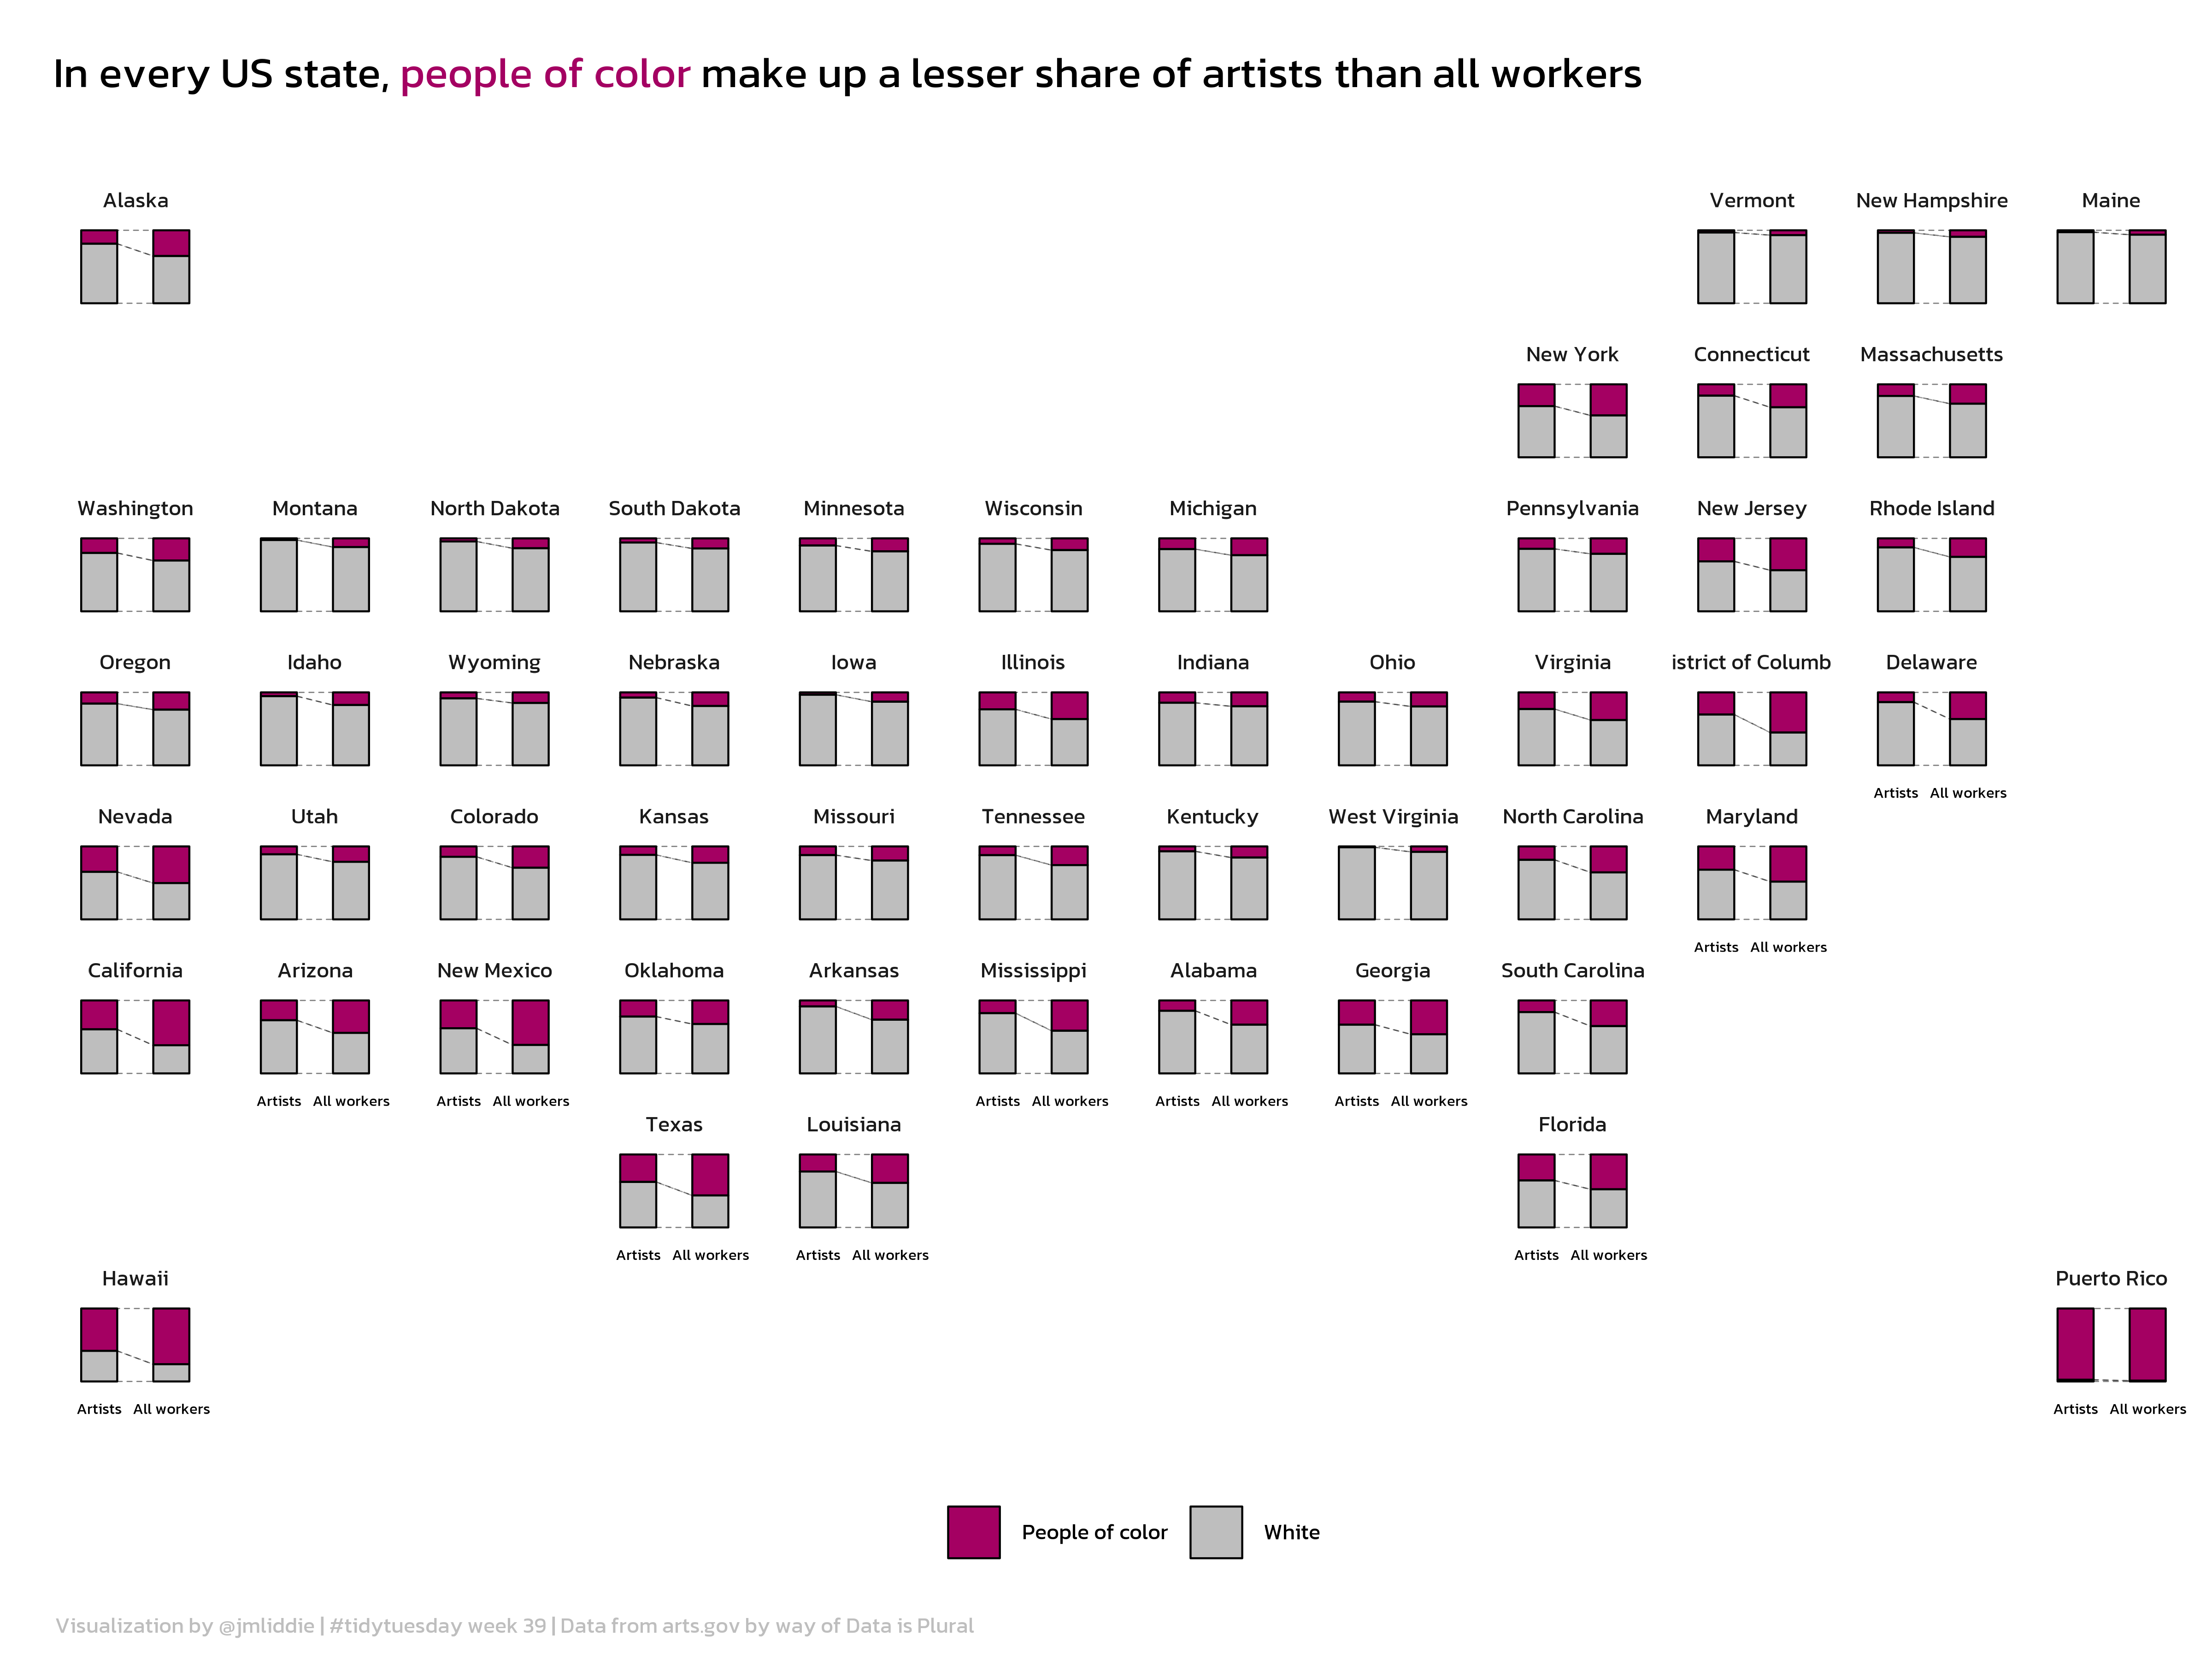 In every US state, people of color make up a lesser share of artists than all workers
Alaska
Vermont
New Hampshire
Maine
New York
Connecticut
Massachusetts
Washington
Montana
North Dakota
South Dakota
Minnesota
Wisconsin
Michigan
Pennsylvania
New Jersey
Rhode Island
Oregon
Idaho
Wyoming
Nebraska
Iowa
Illinois
Indiana
Ohio
Virginia
istrict of Columb
Delaware
Artists All workers
Nevada
Utah
Colorado
Kansas
Missouri
Tennessee
Kentucky
West Virginia
North Carolina
Maryland
Artists All workers
California
Arizona
New Mexico
Oklahoma
Arkansas
Mississippi
Alabama
Georgia
South Carolina
Artists All workers
Artists All workers
Artists All workers
Artists All workers
Artists All workers
Texas
Louisiana
Florida
Artists All workers
Artists All workers
Artists All workers
Hawaii
Puerto Rico
Artists All workers
Artists All workers
People of color
White
Visualization by @jmliddie | #tidytuesday week 39 | Data from arts.gov by way of Data is Plural